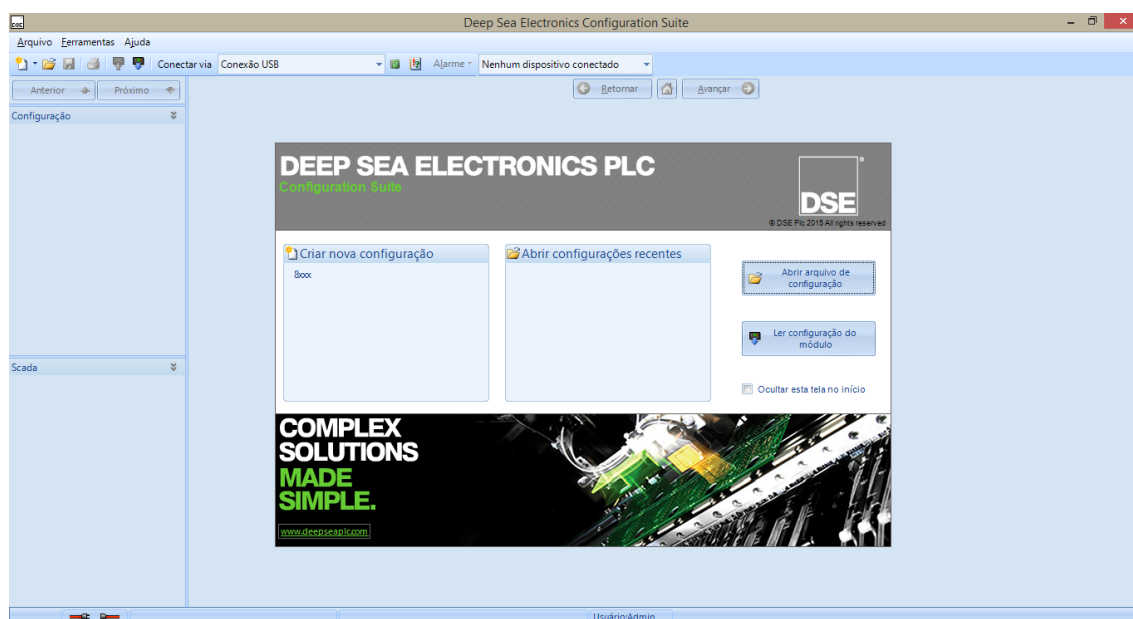 DSE
Deep Sea Electronics Configuration Suite
Arquivo Ferramentas Ajuda
Conectar via Conexão USB Alarme Nenhum dispositivo conectado
Anterior Próximo Retornar Avançar
Configuração
DEEP SEA ELECTRONICS PLC
Configuration Suite
DSE
© DSE Plc 2015 All rights reserved
Criar nova configuração
8xxx
Abrir configurações recentes
Abrir arquivo de
configuração
Ler configuração do
módulo
Ocultar esta tela no início
Scada
COMPLEX
SOLUTIONS
MADE
SIMPLE.
www.deepseaplc.com
Usuário:Admin